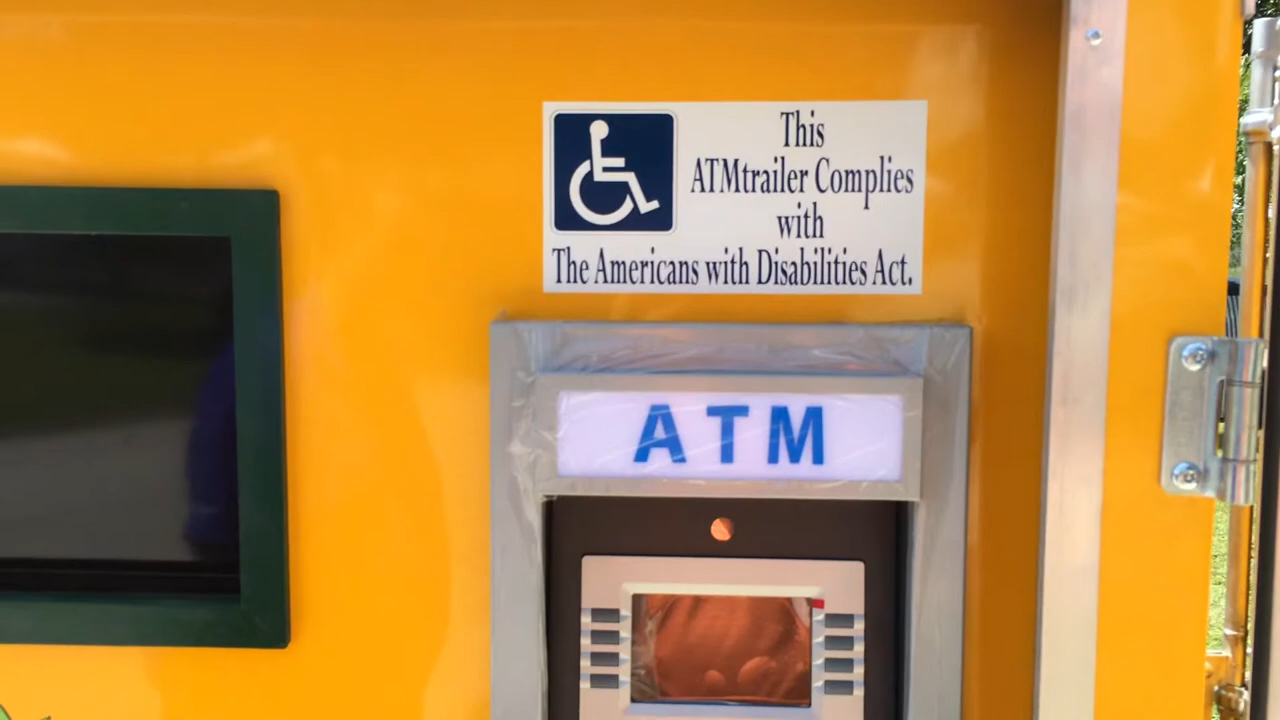 This
ATMtrailer Complies
with
The Americans with Disabilities Act.
ATM